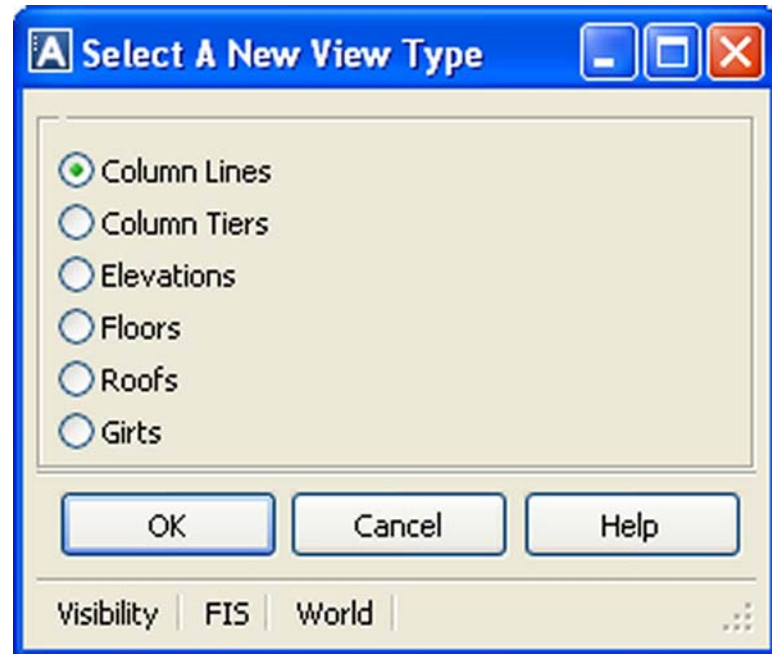 A Select A New View Type
Column Lines
Column Tiers
Elevations
Floors
Roofs
Girts
OK Cancel Help
Visibility FIS World